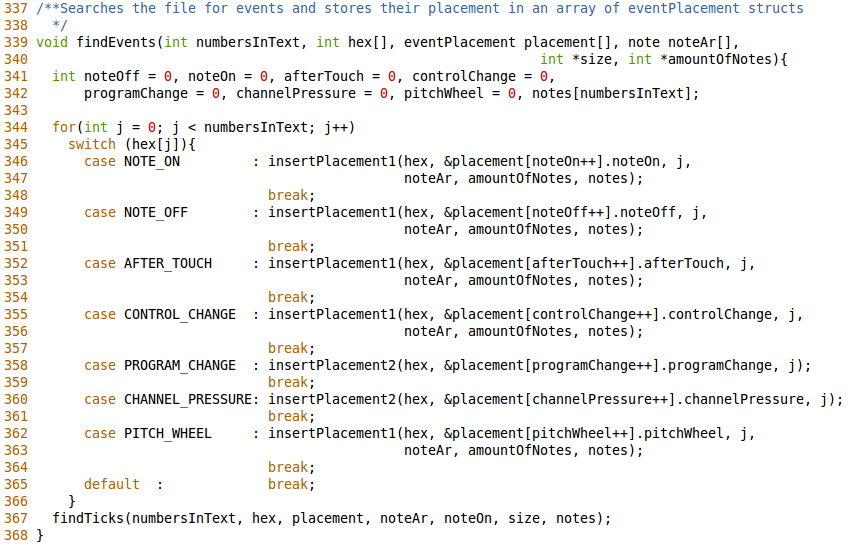 337 /**Searches the file for events and stores their placement in an array of eventPlacement structs
338   */
339 void findEvents(int numbersInText, int hex[], eventPlacement placement[], note noteAr[],
340                                                                int *size, int *amountOfNotes){
341   int noteOff = 0, noteOn = 0, afterTouch = 0, controlChange = 0,
342       programChange = 0, channelPressure = 0, pitchWheel = 0, notes[numbersInText];
343
344   for(int j = 0; j < numbersInText; j++)
345     switch (hex[j]){
346       case NOTE_ON         : insertPlacement1(hex, &placement[noteOn++].noteOn, j,
347                                               noteAr, amountOfNotes, notes);
348                              break;
349       case NOTE_OFF        : insertPlacement1(hex, &placement[noteOff++].noteOff, j,
350                                               noteAr, amountOfNotes, notes);
351                              break;
352       case AFTER_TOUCH     : insertPlacement1(hex, &placement[afterTouch++].afterTouch, j,
353                                               noteAr, amountOfNotes, notes);
354                              break;
355       case CONTROL_CHANGE  : insertPlacement1(hex, &placement[controlChange++].controlChange, j,
356                                               noteAr, amountOfNotes, notes);
357                              break;
358       case PROGRAM_CHANGE  : insertPlacement2(hex, &placement[programChange++].programChange, j);
359                              break;
360       case CHANNEL_PRESSURE: insertPlacement2(hex, &placement[channelPressure++].channelPressure, j);
361                              break;
362       case PITCH_WHEEL     : insertPlacement1(hex, &placement[pitchWheel++].pitchWheel, j,
363                                               noteAr, amountOfNotes, notes);
364                              break;
365       default  :             break;
366     }
367   findTicks(numbersInText, hex, placement, noteAr, noteOn, size, notes);
368 }